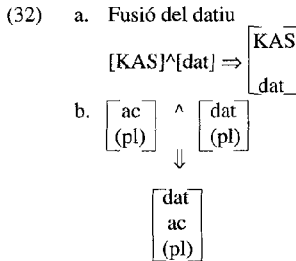 (32) a. Fusió del datiu
[KAS]^[dat] ⇒ [KAS
dat]
b. [ac ^ [dat
(pl)] (pl)]
⇓
[dat
ac
(pl)]